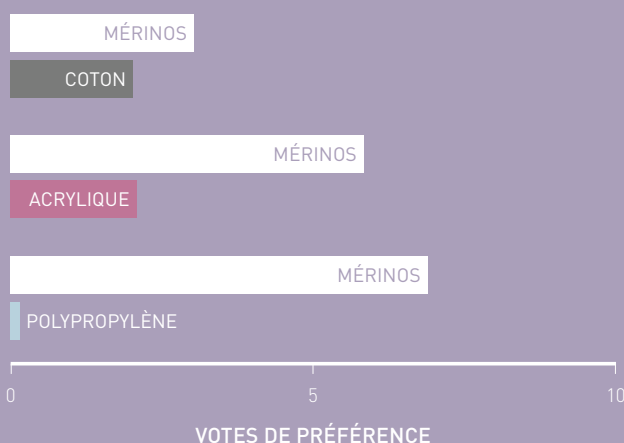 MÉRINOS
COTON
MÉRINOS
ACRYLIQUE
MÉRINOS
POLYPROPYLÈNE
0 5 10
VOTES DE PRÉFÉRENCE